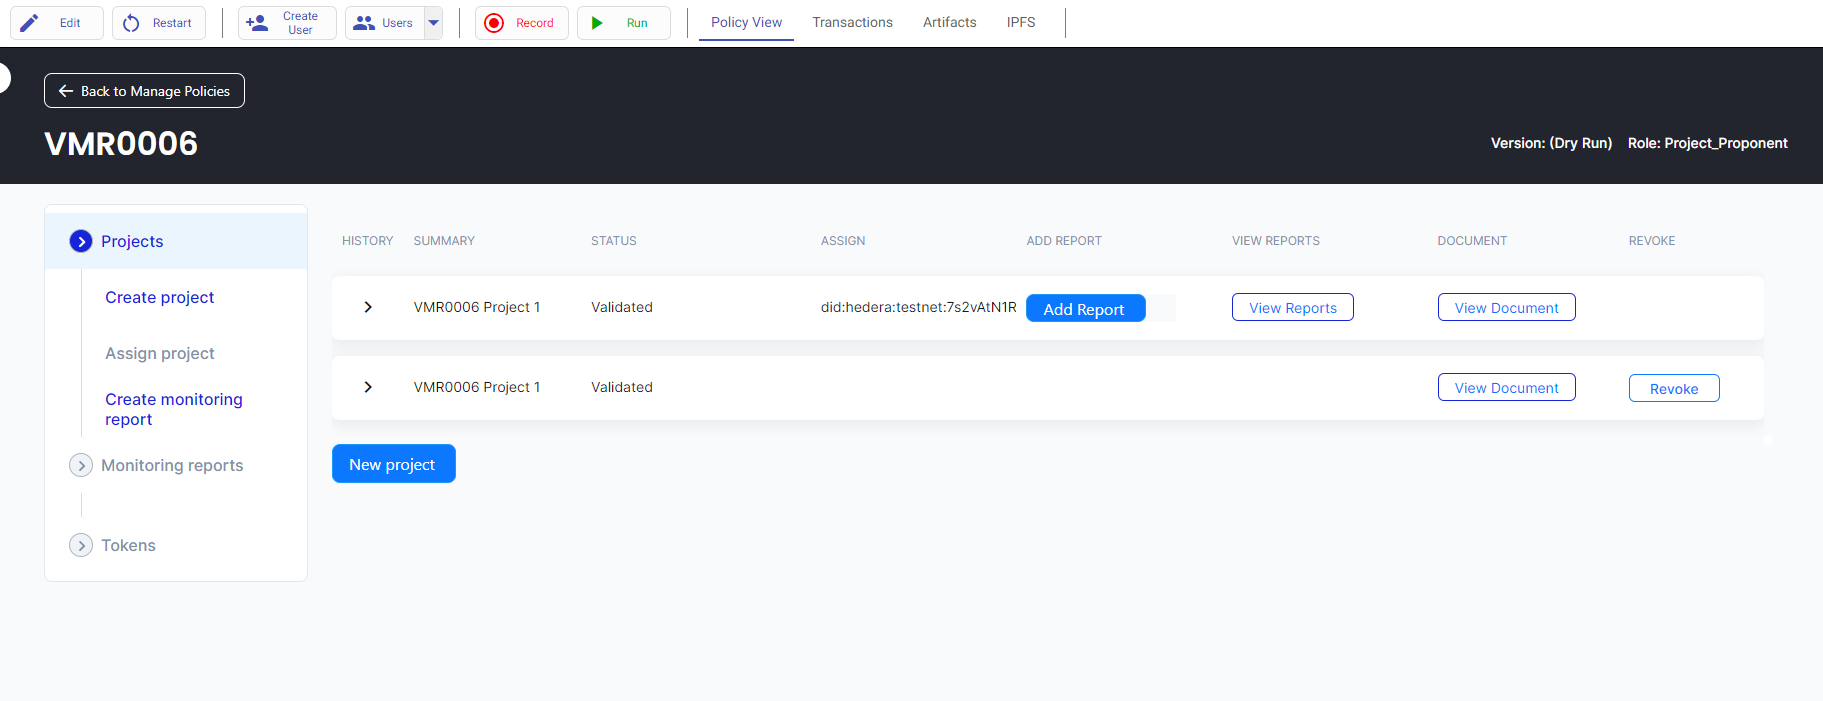 Edit
Restart
Create
User
Users
Record
Run
Policy View
Transactions
Artifacts
IPFS
Back to Manage Policies
VMR0006
Version: (Dry Run) Role: Project_Proponent
Projects
Create project
Assign project
Create monitoring
report
Monitoring reports
Tokens
HISTORY SUMMARY STATUS ASSIGN ADD REPORT VIEW REPORTS DOCUMENT REVOKE
VMR0006 Project 1 Validated did:hedera:testnet:7s2vAtN1R Add Report View Reports View Document
VMR0006 Project 1 Validated View Document Revoke
New project